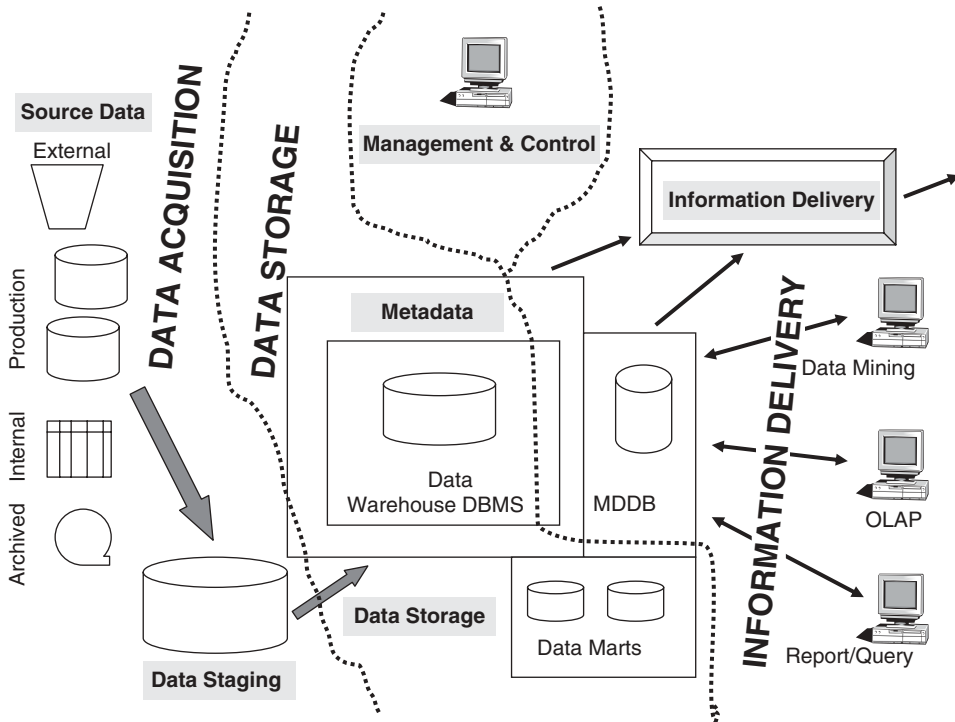 Source Data
External
Production
Internal
Archived
DATA ACQUISITION
Data Staging
DATA STORAGE
Management & Control
Metadata
Data
Warehouse DBMS
MDDB
Data Storage
Data Marts
Information Delivery
INFORMATION DELIVERY
Data Mining
OLAP
Report/Query